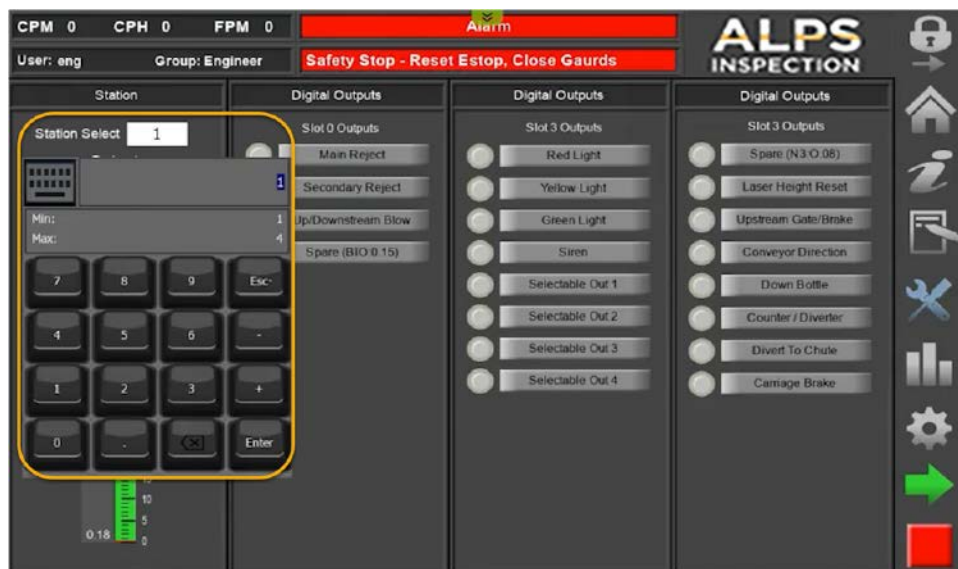 CPM 0 CPH 0 FPM 0
Alarm
ALPS
INSPECTION
User: eng Group: Engineer
Safety Stop - Reset Estop, Close Gaurds
Station
Digital Outputs
Digital Outputs
Digital Outputs
Station Select 1
Slot 0 Outputs
Slot 3 Outputs
Slot 3 Outputs
Main Reject
Red Light
Spare (N3:O:08)
1
Secondary Reject
Yellow Light
Laser Height Reset
Min: 1
Up/Downstream Blow
Green Light
Upstream Gate/Brake
Max: 4
Spare (BIO:0.15)
Siren
Conveyor Direction
7 8 9 Esc
Selectable Out 1
Down Bottle
4 5 6 -
Selectable Out 2
Counter / Diverter
Selectable Out 3
Divert To Chute
1 2 3 +
Selectable Out 4
Carriage Brake
0 . Enter
10
5
0.18
0